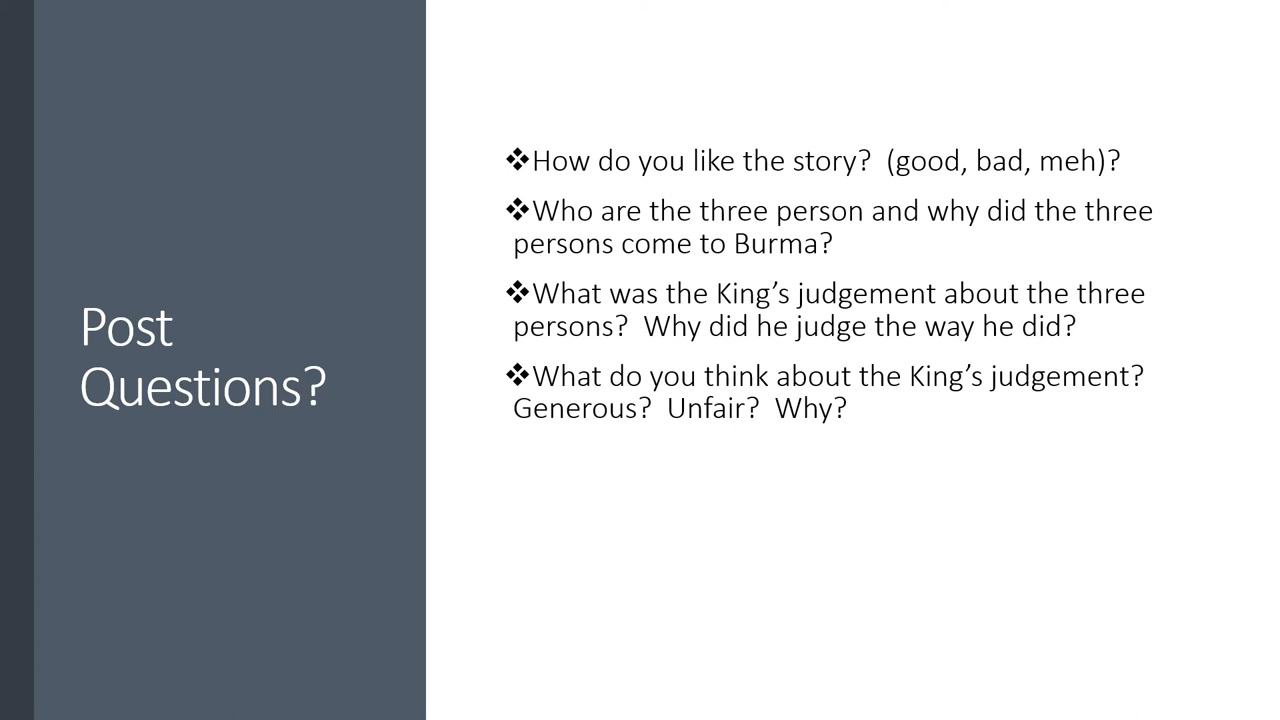 Post
Questions?
❖How do you like the story?  (good, bad, meh)?
❖Who are the three person and why did the three
persons come to Burma?
❖What was the King’s judgement about the three
persons?  Why did he judge the way he did?
❖What do you think about the King’s judgement?
Generous?  Unfair?  Why?